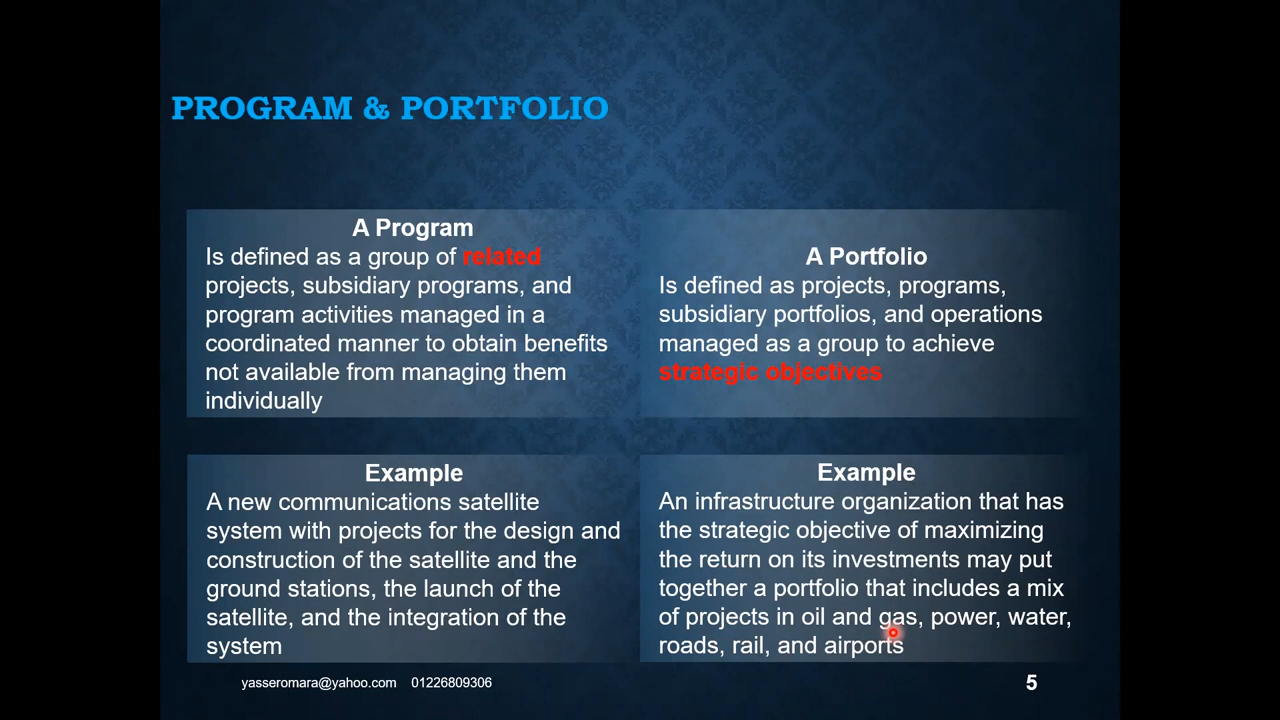 PROGRAM & PORTFOLIO
A Program
Is defined as a group of related
projects, subsidiary programs, and
program activities managed in a
coordinated manner to obtain benefits
not available from managing them
individually
A Portfolio
Is defined as projects, programs,
subsidiary portfolios, and operations
managed as a group to achieve
strategic objectives
Example
A new communications satellite
system with projects for the design and
construction of the satellite and the
ground stations, the launch of the
satellite, and the integration of the
system
Example
An infrastructure organization that has
the strategic objective of maximizing
the return on its investments may put
together a portfolio that includes a mix
of projects in oil and gas, power, water,
roads, rail, and airports
yasseromara@yahoo.com 01226809306
5